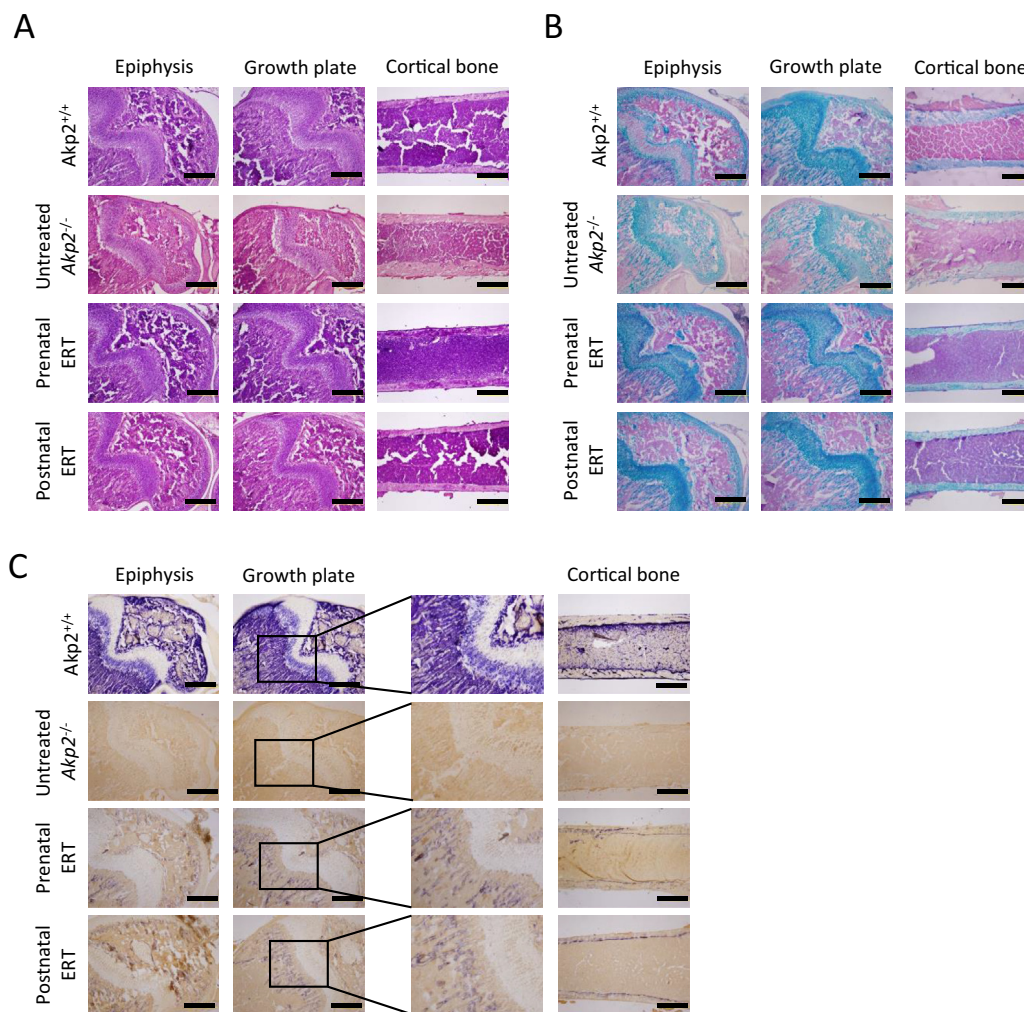 A
Epiphysis Growth plate Cortical bone
Akp2+/+
Untreated
Akp2-/-
Prenatal
ERT
Postnatal
ERT
B
Epiphysis Growth plate Cortical bone
Akp2+/+
Untreated
Akp2-/-
Prenatal
ERT
Postnatal
ERT
C
Epiphysis Growth plate Cortical bone
Akp2+/+
Untreated
Akp2-/-
Prenatal
ERT
Postnatal
ERT